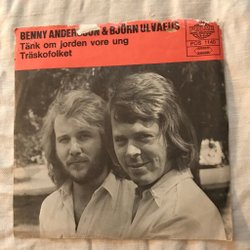 BENNY ANDERSSON & BJÖRN ULVAEUS
Tänk om jorden vore ung
Träskofolket